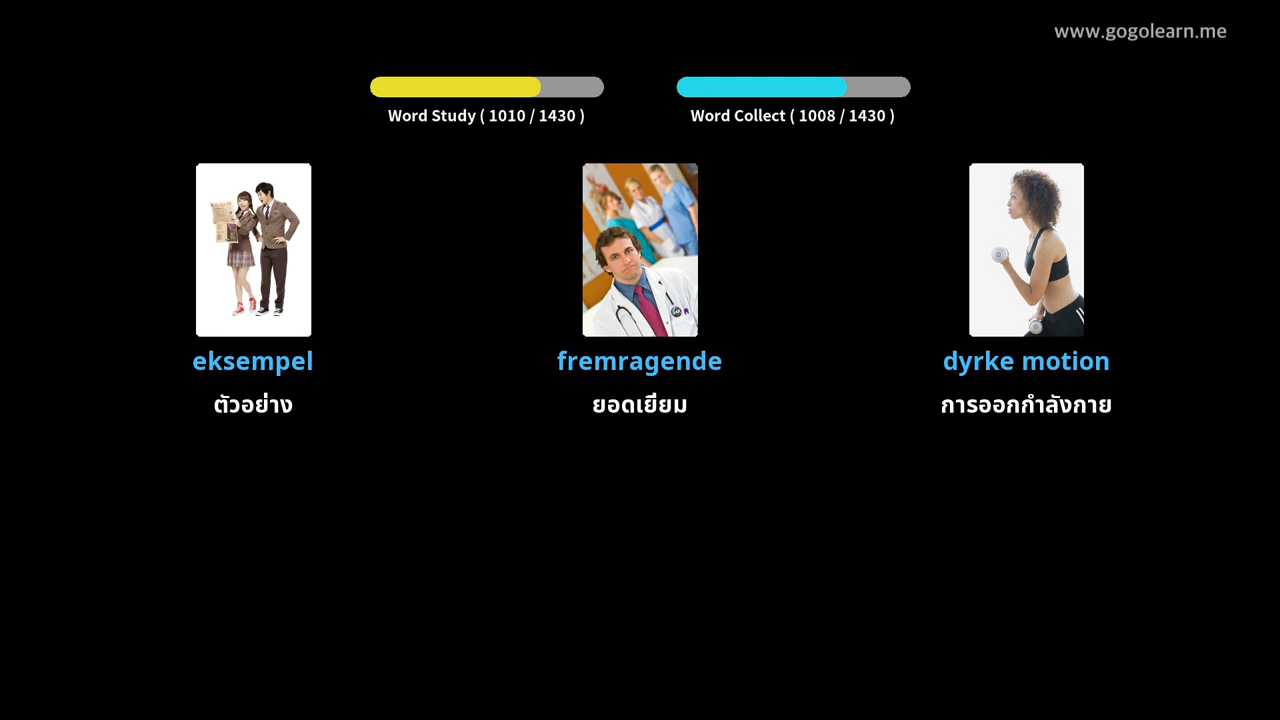 www.gogolearn.me
Word Study ( 1010 / 1430 )
Word Collect ( 1008 / 1430 )
eksempel
fremragende
dyrke motion
ตัวอย่าง
ยอดเยี่ยม
การออกกำลังกาย